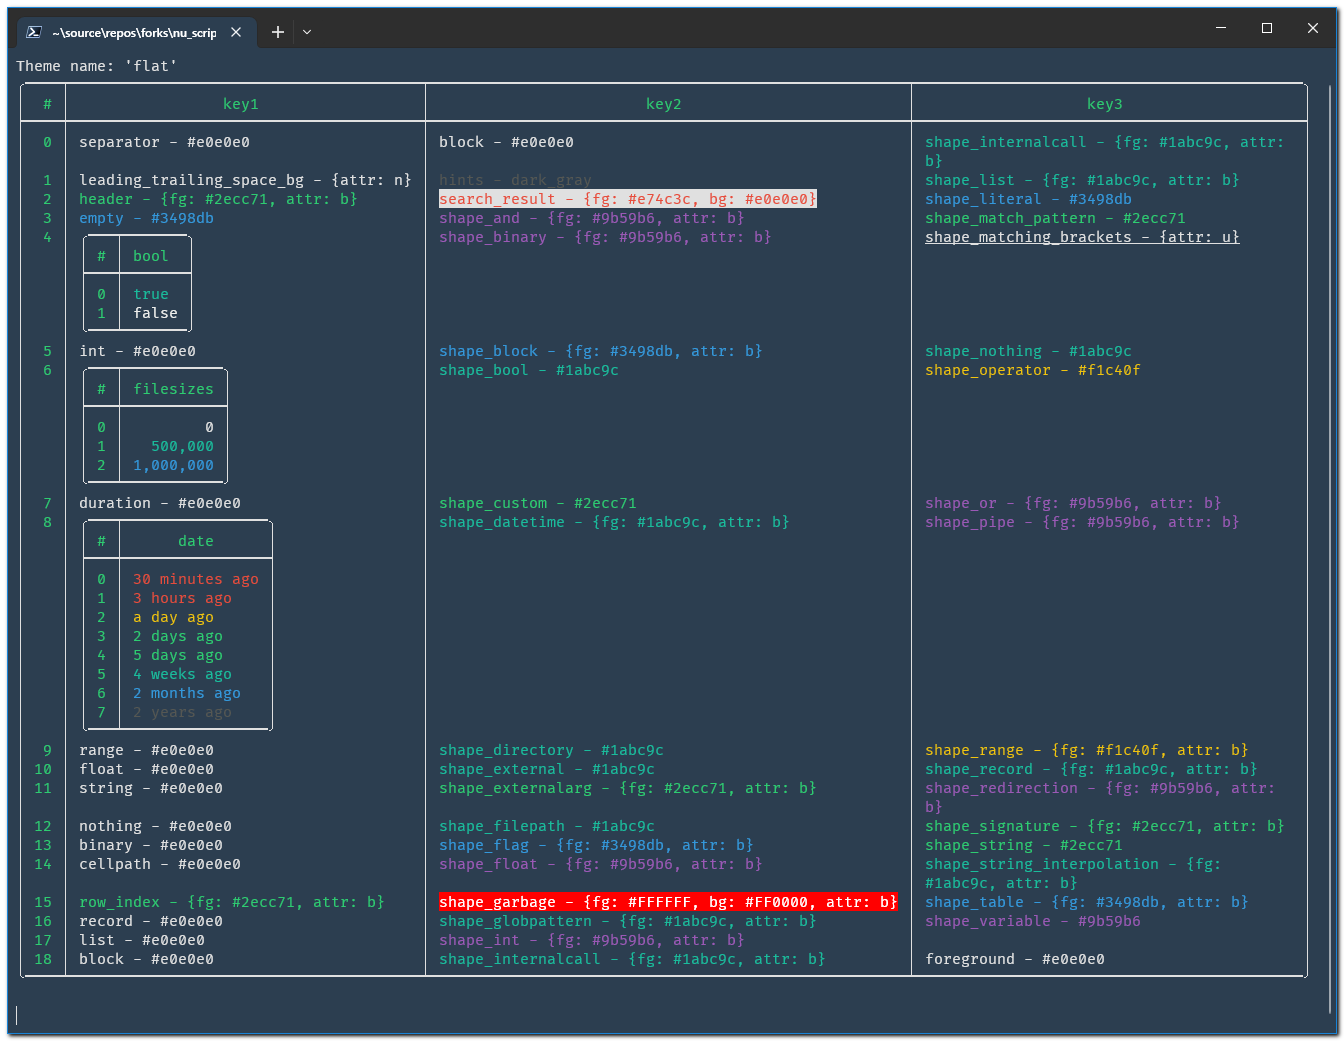 ~\source\repos\forks\nu_scrip
Theme name: 'flat'
# key1 key2 key3
0 separator - #e0e0e0 block - #e0e0e0 shape_internalcall - {fg: #1abc9c, attr:
b}
1 leading_trailing_space_bg - {attr: n} hints - dark_gray shape_list - {fg: #1abc9c, attr: b}
2 header - {fg: #2ecc71, attr: b} search_result - {fg: #e74c3c, bg: #e0e0e0} shape_literal - #3498db
3 empty - #3498db shape_and - {fg: #9b59b6, attr: b} shape_match_pattern - #2ecc71
4 shape_binary - {fg: #9b59b6, attr: b} shape_matching_brackets - {attr: u}
# bool
0 true
1 false
5 int - #e0e0e0 shape_block - {fg: #3498db, attr: b} shape_nothing - #1abc9c
6 shape_bool - #1abc9c shape_operator - #f1c40f
# filesizes
0 0
1 500,000
2 1,000,000
7 duration - #e0e0e0 shape_custom - #2ecc71 shape_or - {fg: #9b59b6, attr: b}
8 shape_datetime - {fg: #1abc9c, attr: b} shape_pipe - {fg: #9b59b6, attr: b}
# date
0 30 minutes ago
1 3 hours ago
2 a day ago
3 2 days ago
4 5 days ago
5 4 weeks ago
6 2 months ago
7 2 years ago
9 range - #e0e0e0 shape_directory - #1abc9c shape_range - {fg: #f1c40f, attr: b}
10 float - #e0e0e0 shape_external - #1abc9c shape_record - {fg: #1abc9c, attr: b}
11 string - #e0e0e0 shape_externalarg - {fg: #2ecc71, attr: b} shape_redirection - {fg: #9b59b6, attr:
b}
12 nothing - #e0e0e0 shape_filepath - #1abc9c shape_signature - {fg: #2ecc71, attr: b}
13 binary - #e0e0e0 shape_flag - {fg: #3498db, attr: b} shape_string - #2ecc71
14 cellpath - #e0e0e0 shape_float - {fg: #9b59b6, attr: b} shape_string_interpolation - {fg:
#1abc9c, attr: b}
15 row_index - {fg: #2ecc71, attr: b} shape_garbage - {fg: #FFFFFF, bg: #FF0000, attr: b} shape_table - {fg: #3498db, attr: b}
16 record - #e0e0e0 shape_globpattern - {fg: #1abc9c, attr: b} shape_variable - #9b59b6
17 list - #e0e0e0 shape_int - {fg: #9b59b6, attr: b}
18 block - #e0e0e0 shape_internalcall - {fg: #1abc9c, attr: b} foreground - #e0e0e0